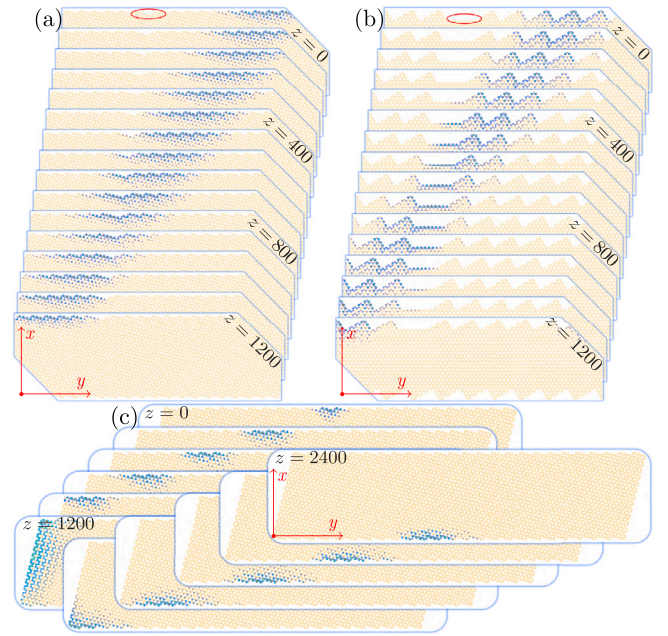 (a)
z = 0
z = 400
z = 800
z = 1200
x
y
(b)
z = 0
z = 400
z = 800
z = 1200
x
y
(c)
z = 0
z = 2400
x
y
z = 1200